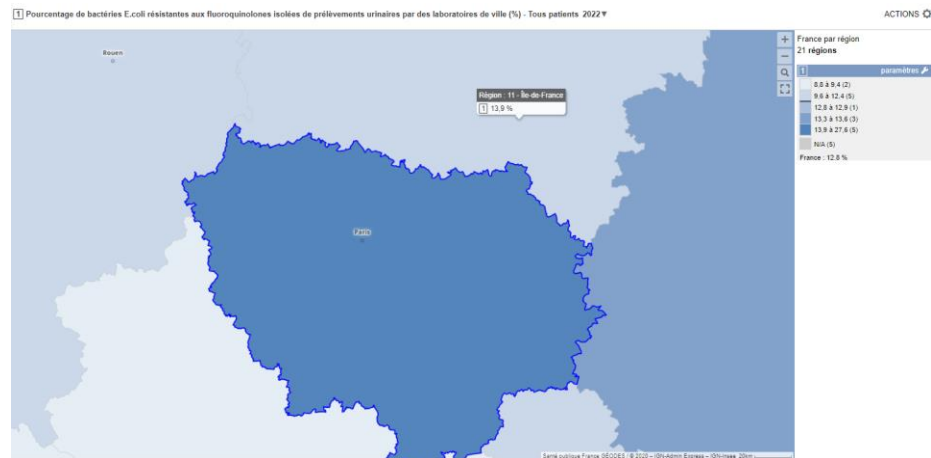 1 Pourcentage de bactéries E.coli résistantes aux fluoroquinolones isolées de prélèvements urinaires par des laboratoires de ville (%) - Tous patients 2022▼
ACTIONS
Rouen
Région : 11 - Île-de-France
1 13,9 %
Paris
+
−
France par région
21 régions
1 paramètres
8,8 à 9,4 (2)
9,6 à 12,4 (5)
12,8 à 12,9 (1)
13,3 à 13,6 (3)
13,9 à 27,6 (5)
N/A (5)
France : 12.8 %
Santé publique France GÉODES | © 2020 - IGN-Admin Express - IGN-Insee 20km